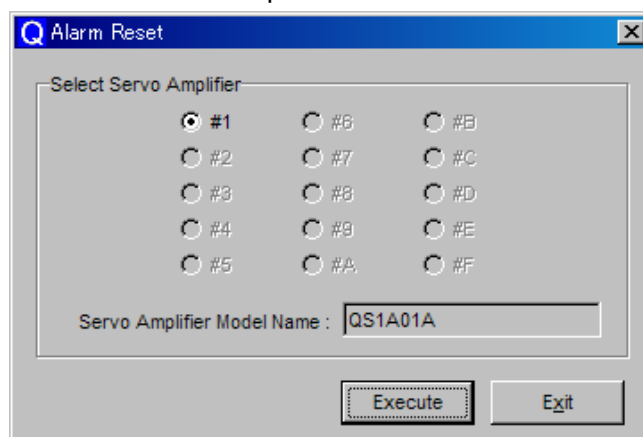 Q Alarm Reset
Select Servo Amplifier
#1 #6 #B
#2 #7 #C
#3 #8 #D
#4 #9 #E
#5 #A #F
Servo Amplifier Model Name : QS1A01A
Execute Exit